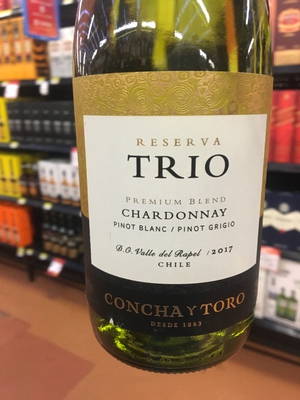 RESERVA
TRIO
PREMIUM BLEND
CHARDONNAY
PINOT BLANC / PINOT GRIGIO
D.O. Valle del Rapel / 2017
CHILE
CONCHA Y TORO
DESDE 1883